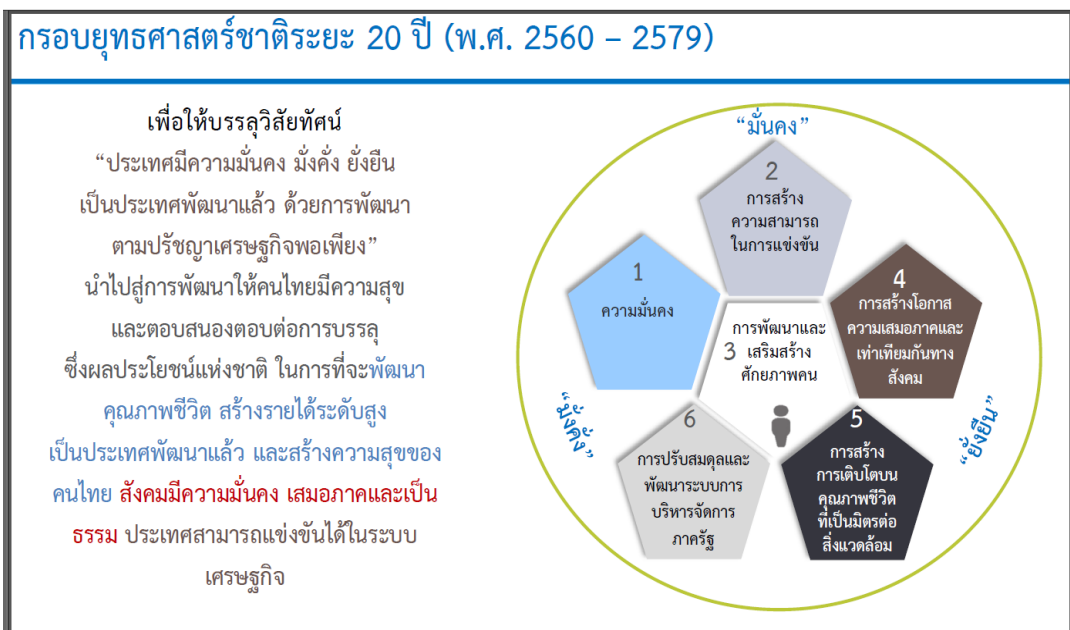 กรอบยุทธศาสตร์ชาติระยะ 20 ปี (พ.ศ. 2560 – 2579)
เพื่อให้บรรลุวิสัยทัศน์
“ประเทศมีความมั่นคง มั่งคั่ง ยั่งยืน
เป็นประเทศพัฒนาแล้ว ด้วยการพัฒนา
ตามปรัชญาเศรษฐกิจพอเพียง”
นำไปสู่การพัฒนาให้คนไทยมีความสุข
และตอบสนองตอบต่อการบรรลุ
ซึ่งผลประโยชน์แห่งชาติ ในการที่จะพัฒนา
คุณภาพชีวิต สร้างรายได้ระดับสูง
เป็นประเทศพัฒนาแล้ว และสร้างความสุขของ
คนไทย สังคมมีความมั่นคง เสมอภาคและเป็น
ธรรม ประเทศสามารถแข่งขันได้ในระบบ
เศรษฐกิจ
“มั่นคง”
1
ความมั่นคง
2
การสร้าง
ความสามารถ
ในการแข่งขัน
3
การพัฒนาและ
เสริมสร้าง
ศักยภาพคน
4
การสร้างโอกาส
ความเสมอภาคและ
เท่าเทียมกันทาง
สังคม
5
การสร้าง
การเติบโตบน
คุณภาพชีวิต
ที่เป็นมิตรต่อ
สิ่งแวดล้อม
6
การปรับสมดุลและ
พัฒนาระบบการ
บริหารจัดการ
ภาครัฐ
“มั่งคั่ง”
“ยั่งยืน”